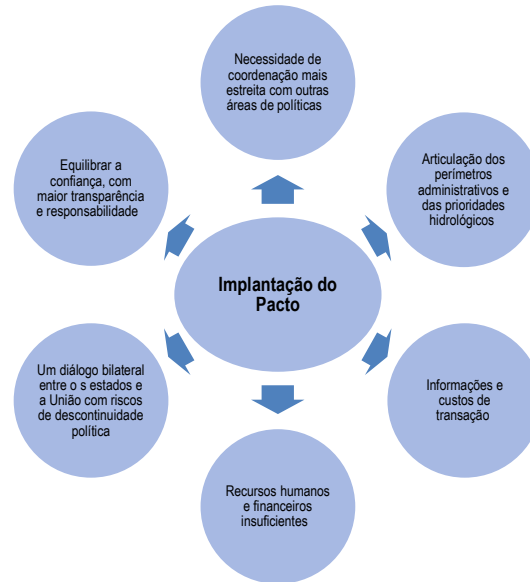 Necessidade de
coordenação mais
estreita com outras
áreas de políticas
Articulação dos
perímetros
administrativos e
das prioridades
hidrológicos
Informações e
custos de
transação
Recursos humanos
e financeiros
insuficientes
Um diálogo bilateral
entre o s estados e
a União com riscos
de descontinuidade
política
Equilibrar a
confiança, com
maior transparência
e responsabilidade
Implantação do
Pacto